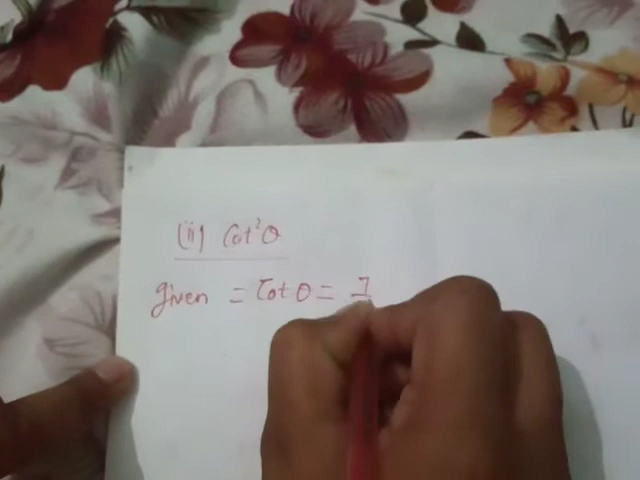 (ii) Cot²θ
given = Cot θ = 7